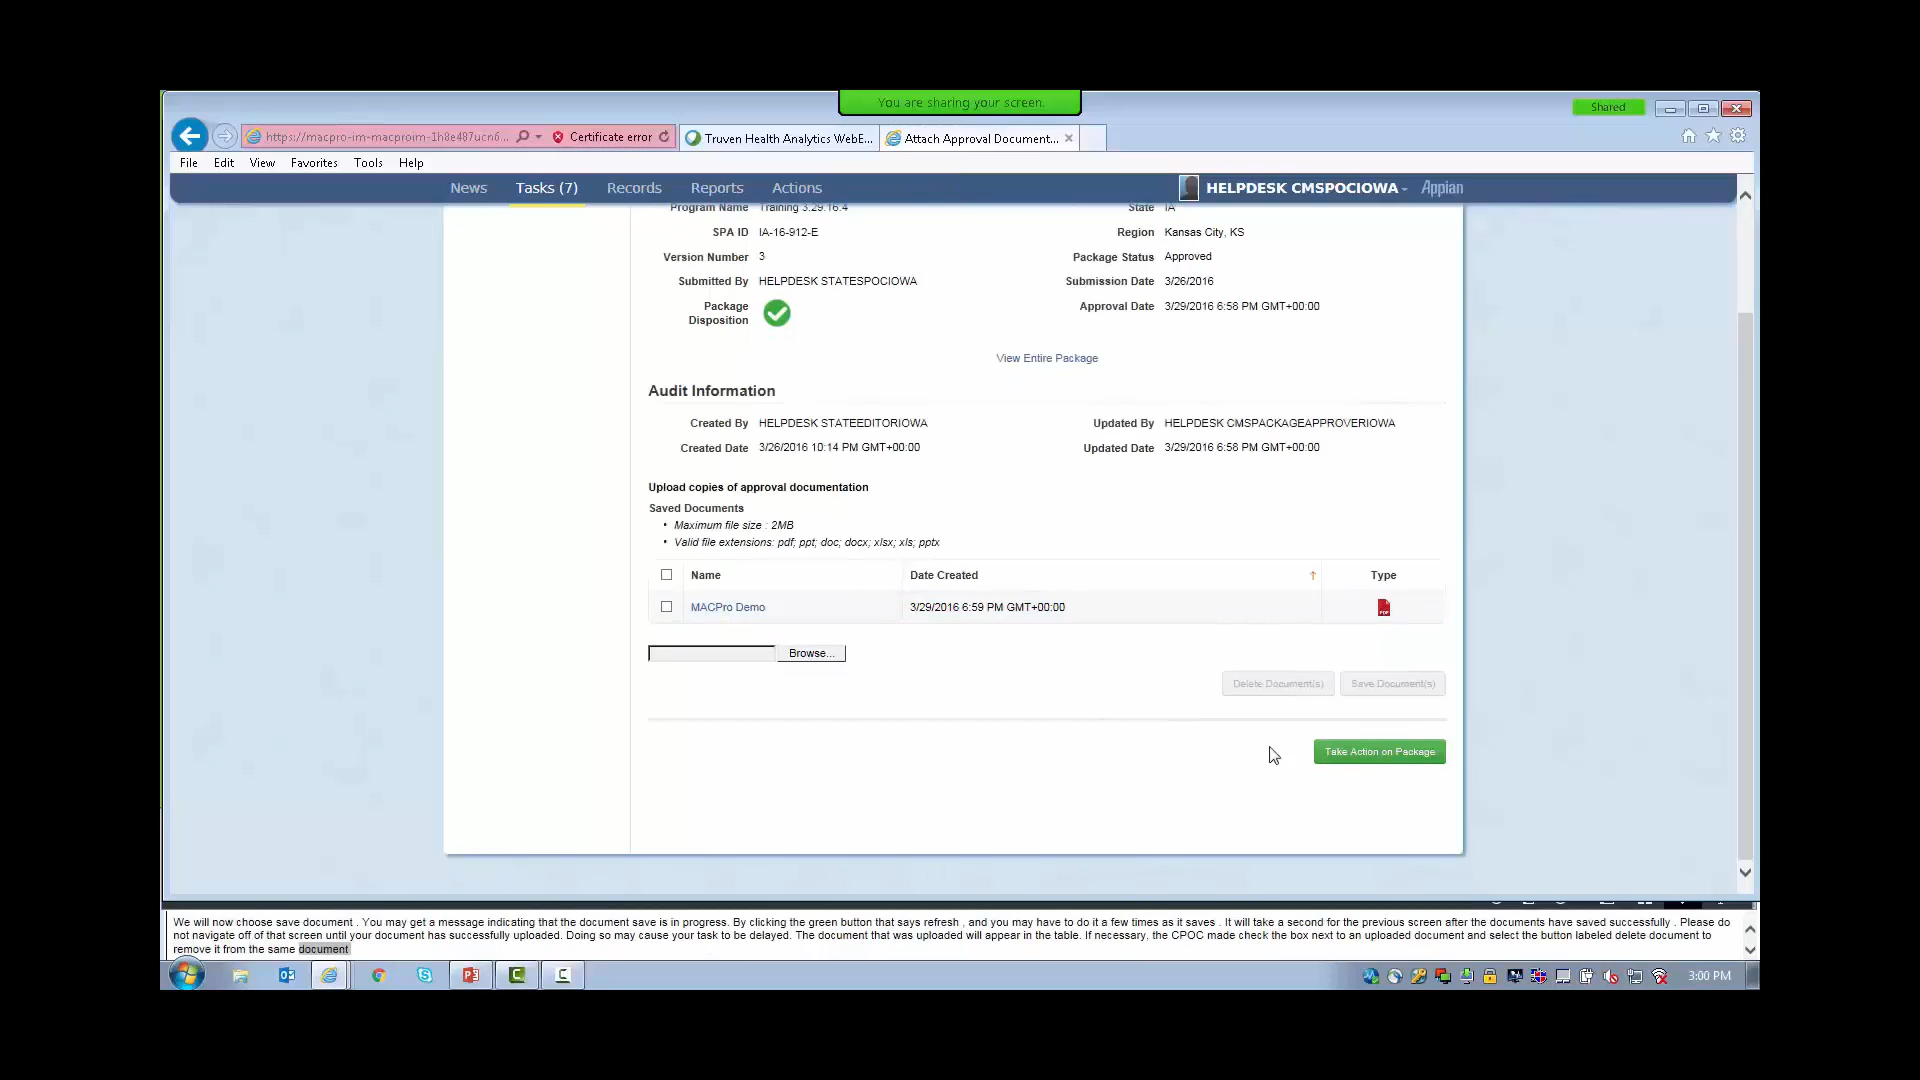 You are sharing your screen.
Shared
https://macpro-im-macproim-1h8e487ucn6...
Certificate error
Truven Health Analytics WebE...
Attach Approval Document...
File Edit View Favorites Tools Help
News Tasks (7) Records Reports Actions
HELPDESK CMSPOCIOWA
Appian
Program Name Training 3.29.16.4
State IA
SPA ID IA-16-912-E
Region Kansas City, KS
Version Number 3
Package Status Approved
Submitted By HELPDESK STATESPOCIOWA
Submission Date 3/26/2016
Package
Disposition
Approval Date 3/29/2016 6:58 PM GMT+00:00
View Entire Package
Audit Information
Created By HELPDESK STATEEDITORIOWA
Updated By HELPDESK CMSPACKAGEAPPROVERIOWA
Created Date 3/26/2016 10:14 PM GMT+00:00
Updated Date 3/29/2016 6:58 PM GMT+00:00
Upload copies of approval documentation
Saved Documents
• Maximum file size : 2MB
• Valid file extensions: pdf; ppt; doc; docx; xlsx; xls; pptx
Name Date Created Type
MACPro Demo 3/29/2016 6:59 PM GMT+00:00
Browse...
Delete Document(s) Save Document(s)
Take Action on Package
We will now choose save document . You may get a message indicating that the document save is in progress. By clicking the green button that says refresh , and you may have to do it a few times as it saves . It will take a second for the previous screen after the documents have saved successfully . Please do
not navigate off of that screen until your document has successfully uploaded. Doing so may cause your task to be delayed. The document that was uploaded will appear in the table. If necessary, the CPOC made check the box next to an uploaded document and select the button labeled delete document to
remove it from the same document
3:00 PM